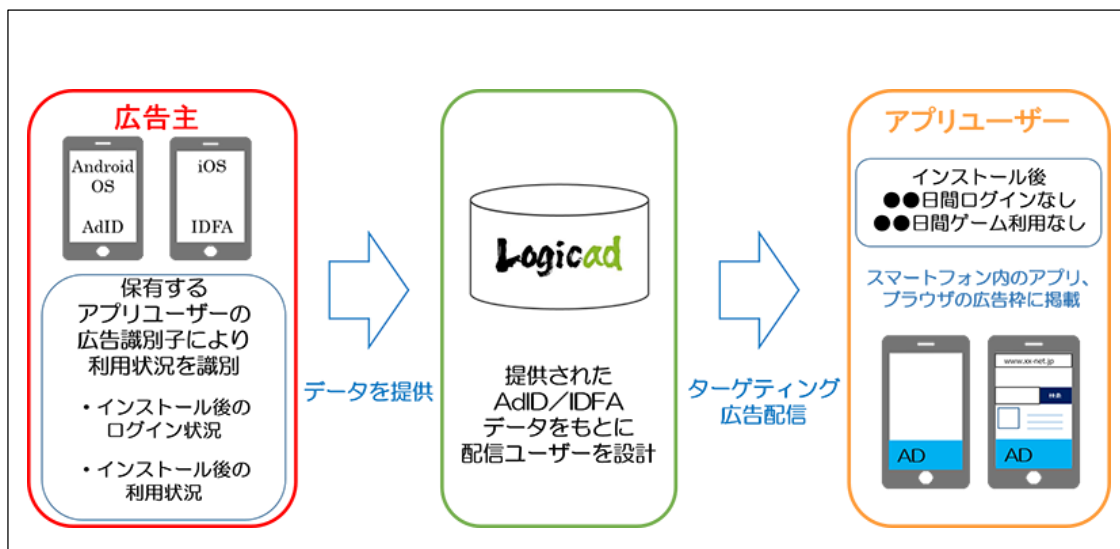 広告主
Android
OS
AdID
iOS
IDFA
保有する
アプリユーザーの
広告識別子により
利用状況を識別
・インストール後の
ログイン状況
・インストール後の
利用状況
データを提供
Logicad
提供された
AdID／IDFA
データをもとに
配信ユーザーを設計
ターゲティング
広告配信
アプリユーザー
インストール後
●●日間ログインなし
●●日間ゲーム利用なし
スマートフォン内のアプリ、
ブラウザの広告枠に掲載
AD
www.xx-net.jp
検索
AD